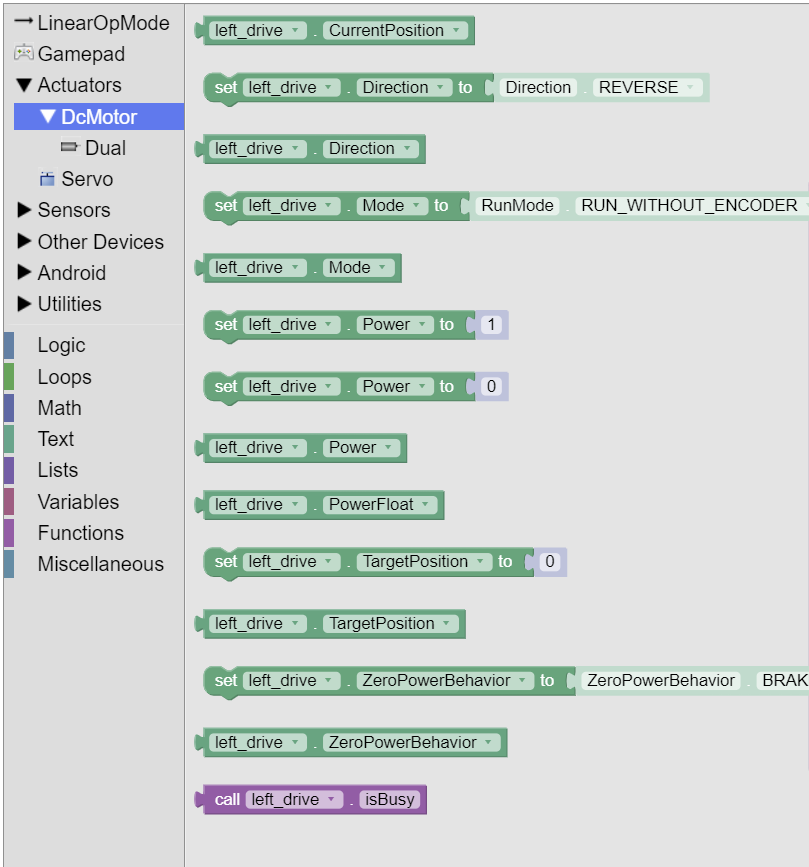 LinearOpMode
Gamepad
Actuators
DcMotor
Dual
Servo
Sensors
Other Devices
Android
Utilities
Logic
Loops
Math
Text
Lists
Variables
Functions
Miscellaneous
left_drive . CurrentPosition
set left_drive . Direction to Direction . REVERSE
left_drive . Direction
set left_drive . Mode to RunMode . RUN_WITHOUT_ENCODER
left_drive . Mode
set left_drive . Power to 1
set left_drive . Power to 0
left_drive . Power
left_drive . PowerFloat
set left_drive . TargetPosition to 0
left_drive . TargetPosition
set left_drive . ZeroPowerBehavior to ZeroPowerBehavior . BRAK
left_drive . ZeroPowerBehavior
call left_drive . isBusy